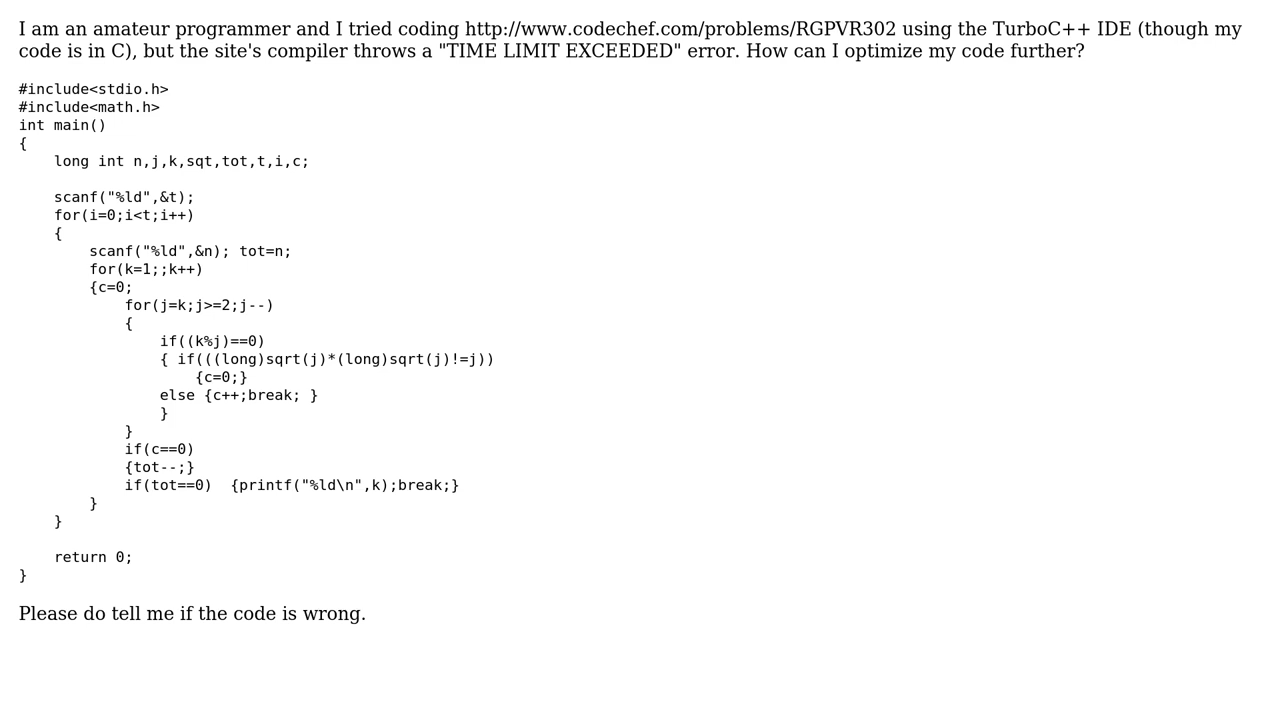 I am an amateur programmer and I tried coding http://www.codechef.com/problems/RGPVR302 using the TurboC++ IDE (though my
code is in C), but the site's compiler throws a "TIME LIMIT EXCEEDED" error. How can I optimize my code further?
#include<stdio.h>
#include<math.h>
int main()
{
    long int n,j,k,sqt,tot,t,i,c;
    scanf("%ld",&t);
    for(i=0;i<t;i++)
    {
        scanf("%ld",&n); tot=n;
        for(k=1;;k++)
        {c=0;
            for(j=k;j>=2;j--)
            {
                if((k%j)==0)
                { if(((long)sqrt(j)*(long)sqrt(j)!=j))
                    {c=0;}
                else {c++;break; }
                }
            }
            if(c==0)
            {tot--;}
            if(tot==0)  {printf("%ld\n",k);break;}
        }
    }
    return 0;
}
Please do tell me if the code is wrong.